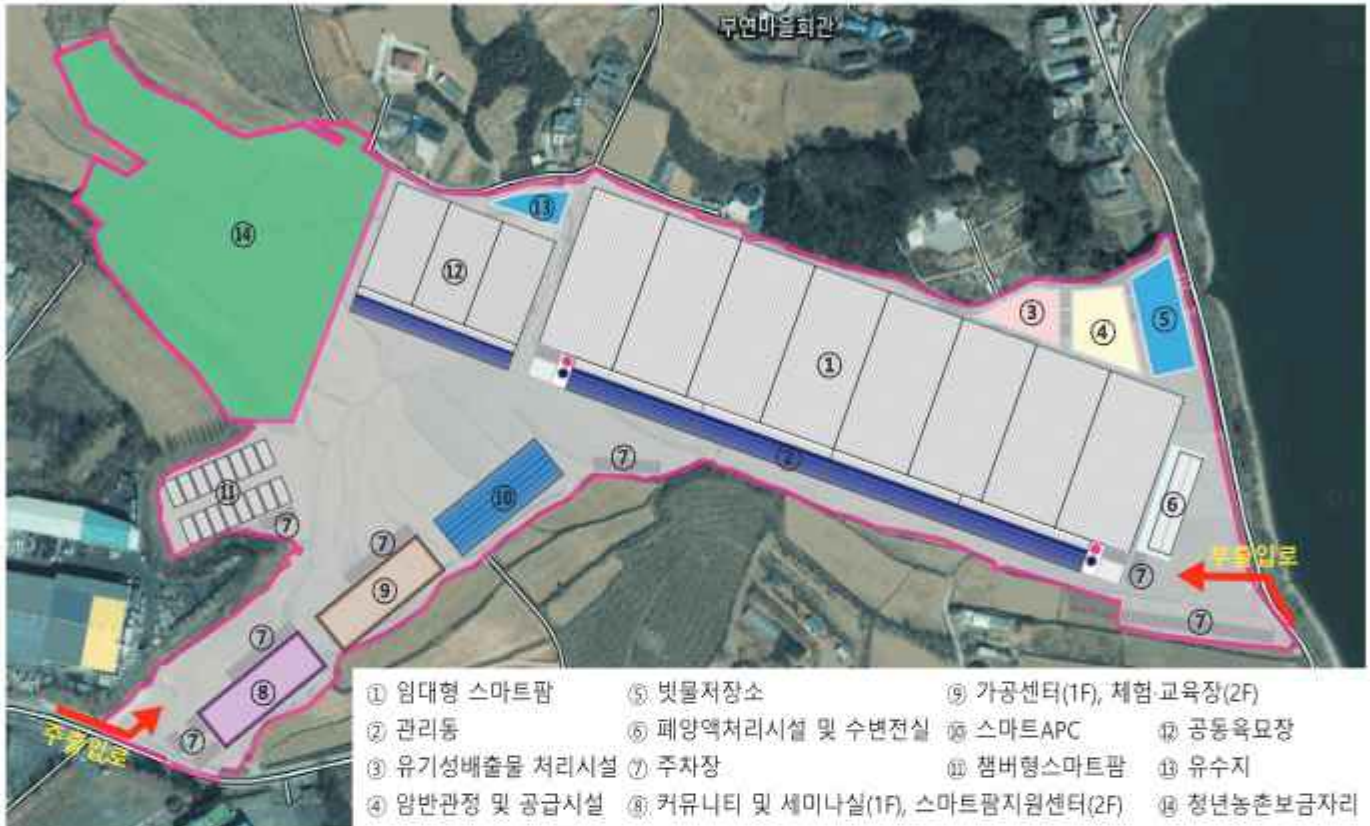 부연마을회관
⑬
⑭
⑫
③
⑤
④
①
②
⑦
⑩
⑥
⑪
⑦
⑦
부출입로
⑦
⑨
⑦
⑦
⑧
⑦
주출입로
① 임대형 스마트팜 ⑤ 빗물저장소 ⑨ 가공센터(1F), 체험·교육장(2F)
② 관리동 ⑥ 폐양액처리시설 및 수변전실 ⑩ 스마트APC ⑫ 공동육묘장
③ 유기성배출물 처리시설 ⑦ 주차장 ⑪ 챔버형스마트팜 ⑬ 유수지
④ 암반관정 및 공급시설 ⑧ 커뮤니티 및 세미나실(1F), 스마트팜지원센터(2F) ⑭ 청년농촌보금자리